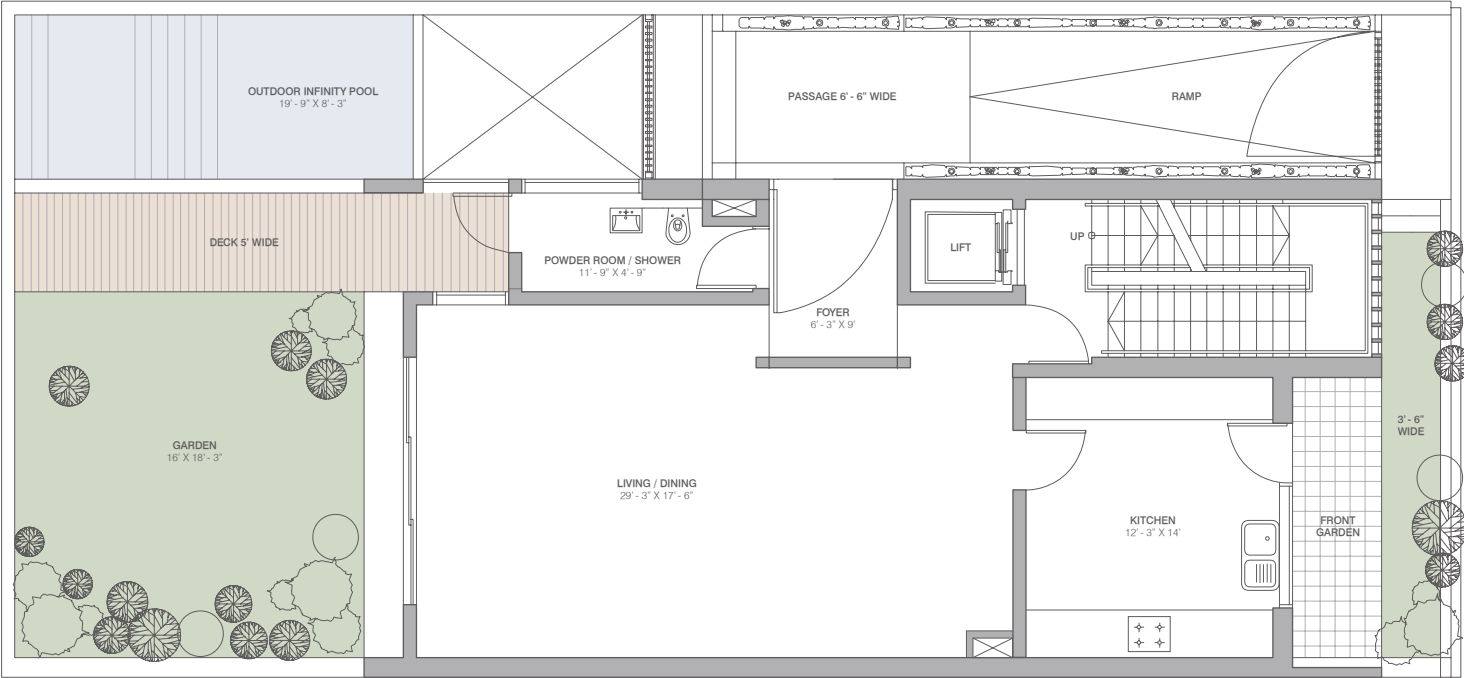 OUTDOOR INFINITY POOL
19' - 9" X 8' - 3"
PASSAGE 6' - 6" WIDE
RAMP
DECK 5' WIDE
POWDER ROOM / SHOWER
11' - 9" X 4' - 9"
LIFT
UP
FOYER
6' - 3" X 9'
GARDEN
16' X 18' - 3"
LIVING / DINING
29' - 3" X 17' - 6"
KITCHEN
12' - 3" X 14'
FRONT
GARDEN
3' - 6"
WIDE